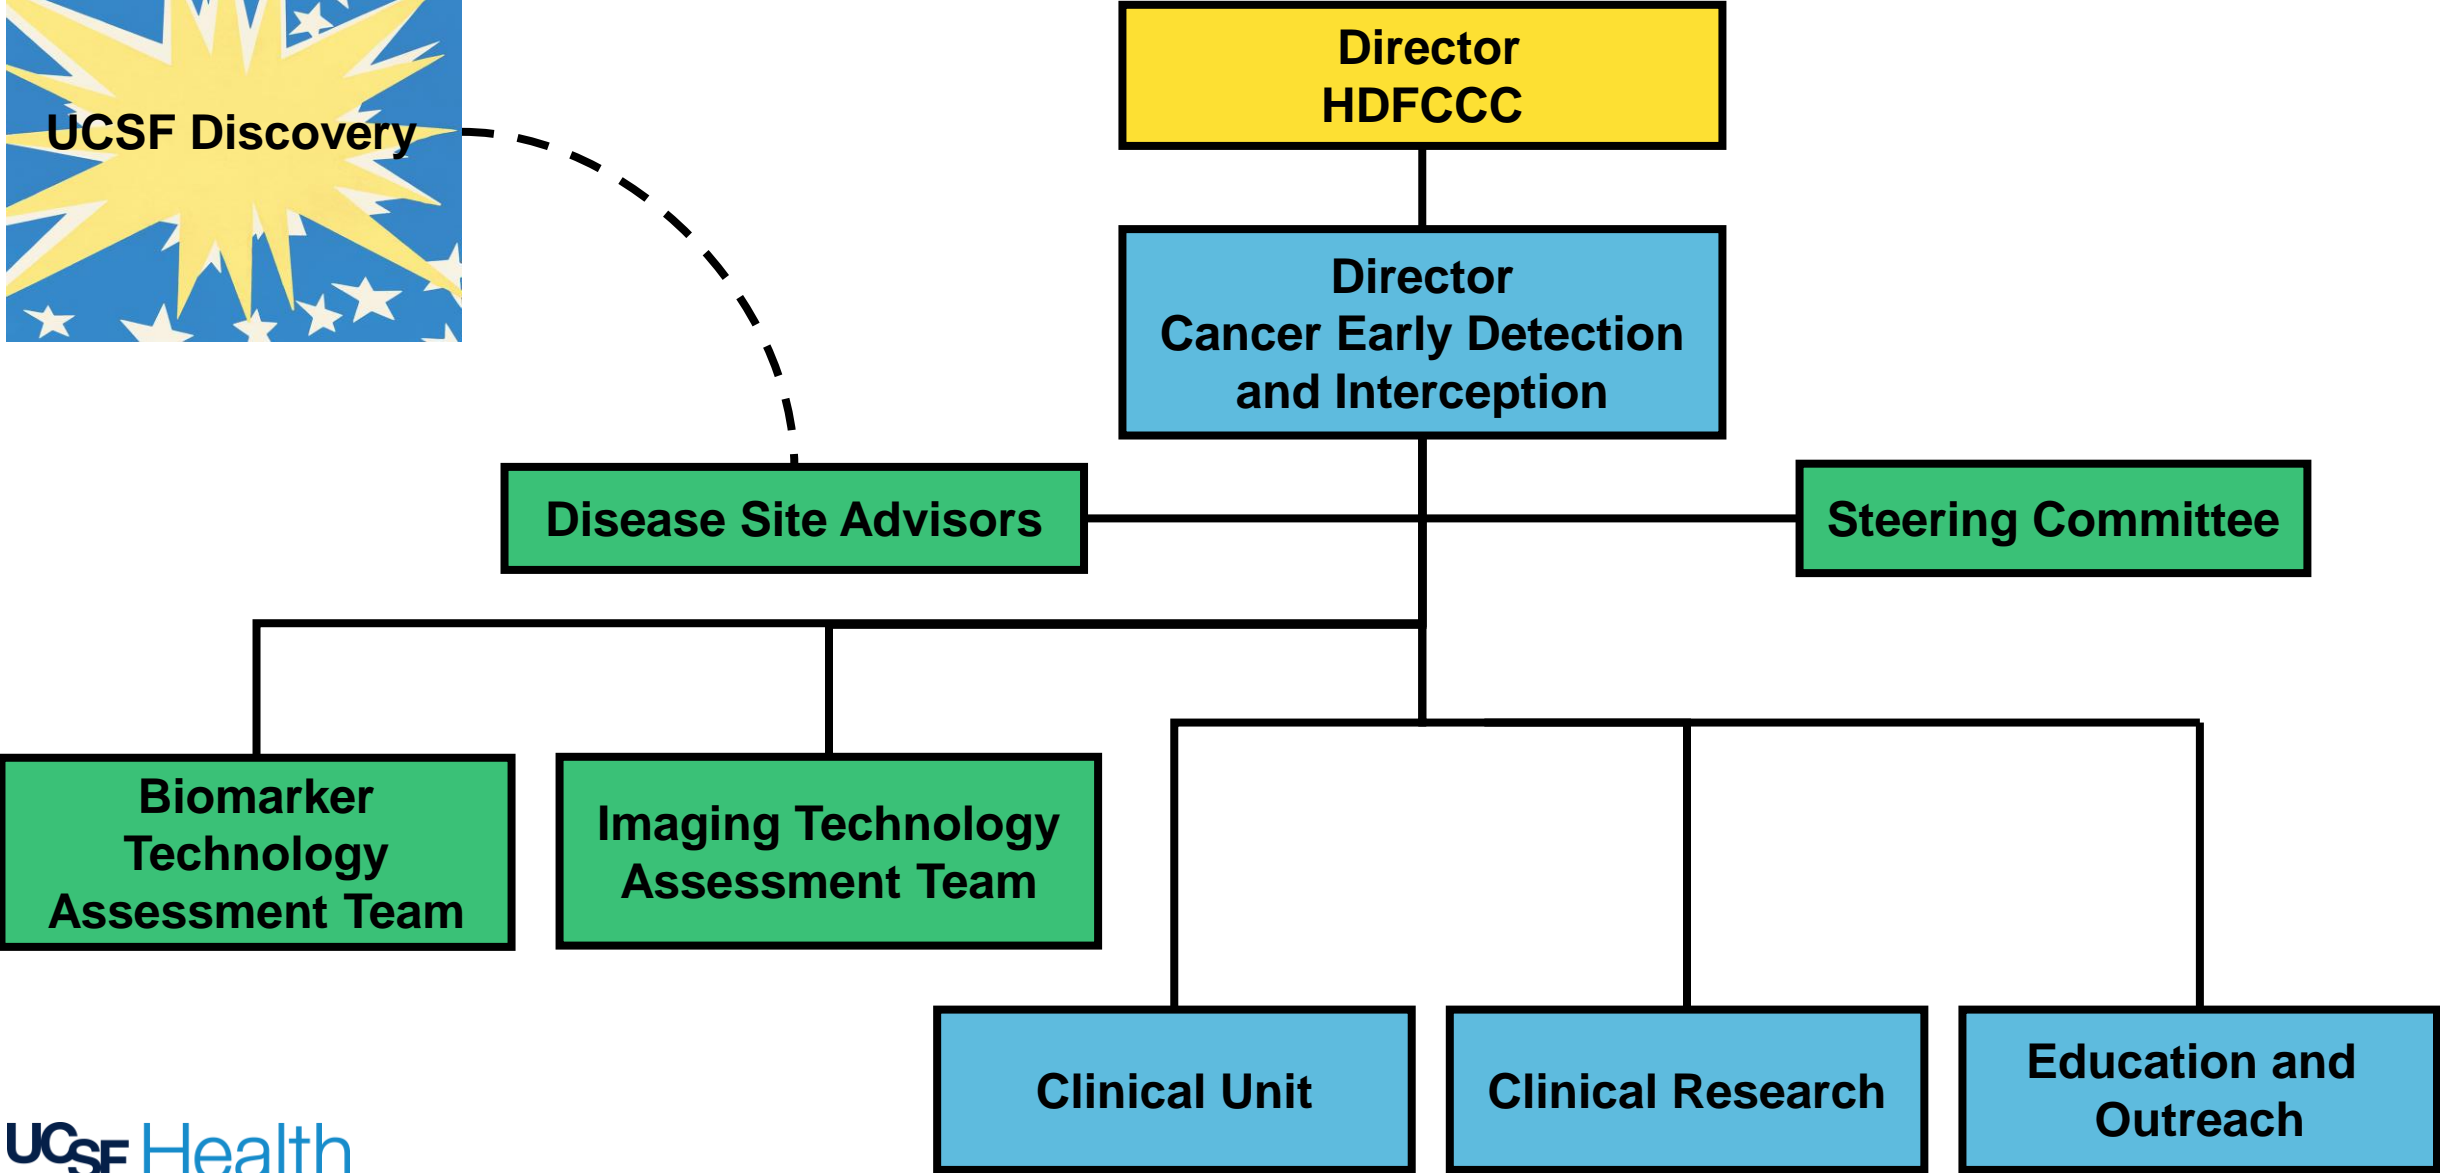 UCSF Discovery
Director
HDFCCC
Director
Cancer Early Detection
and Interception
Disease Site Advisors
Steering Committee
Biomarker
Technology
Assessment Team
Imaging Technology
Assessment Team
Clinical Unit
Clinical Research
Education and
Outreach
UCSF Health